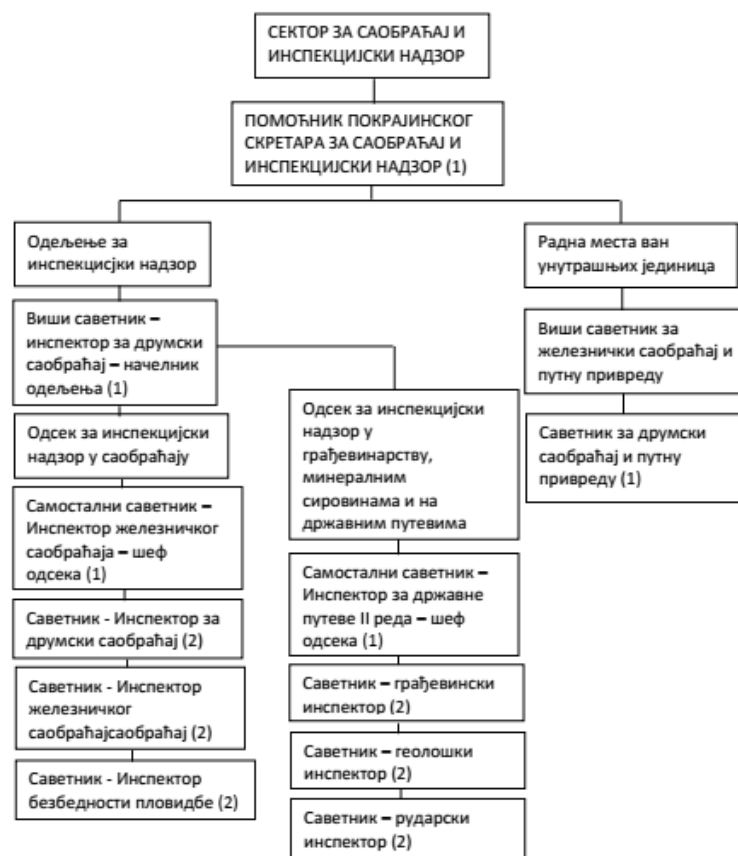 СЕКТОР ЗА САОБРАЋАЈ И
ИНСПЕКЦИЈСКИ НАДЗОР
ПОМОЋНИК ПОКРАЈИНСКОГ
СКРЕТАРА ЗА САОБРАЋАЈ И
ИНСПЕКЦИЈСКИ НАДЗОР (1)
Одељење за
инспекцисјки надзор
Виши саветник –
инспектор за друмски
саобраћај – начелник
одељења (1)
Одсек за инспекцијски
надзор у саобраћају
Самостални саветник –
Инспектор железничког
саобраћаја – шеф
одсека (1)
Саветник - Инспектор за
друмски саобраћај (2)
Саветник - Инспектор
железничког
саобраћајсаобраћај (2)
Саветник - Инспектор
безбедности пловидбе (2)
Одсек за инспекцијски
надзор у
грађевинарству,
минералним
сировинама и на
државним путевима
Самостални саветник –
Инспектор за државне
путеве II реда – шеф
одсека (1)
Саветник – грађевински
инспектор (2)
Саветник – геолошки
инспектор (2)
Саветник – рударски
инспектор (2)
Радна места ван
унутрашњих јединица
Виши саветник за
железнички саобраћај и
путну привреду
Саветник за друмски
саобраћај и путну
привреду (1)